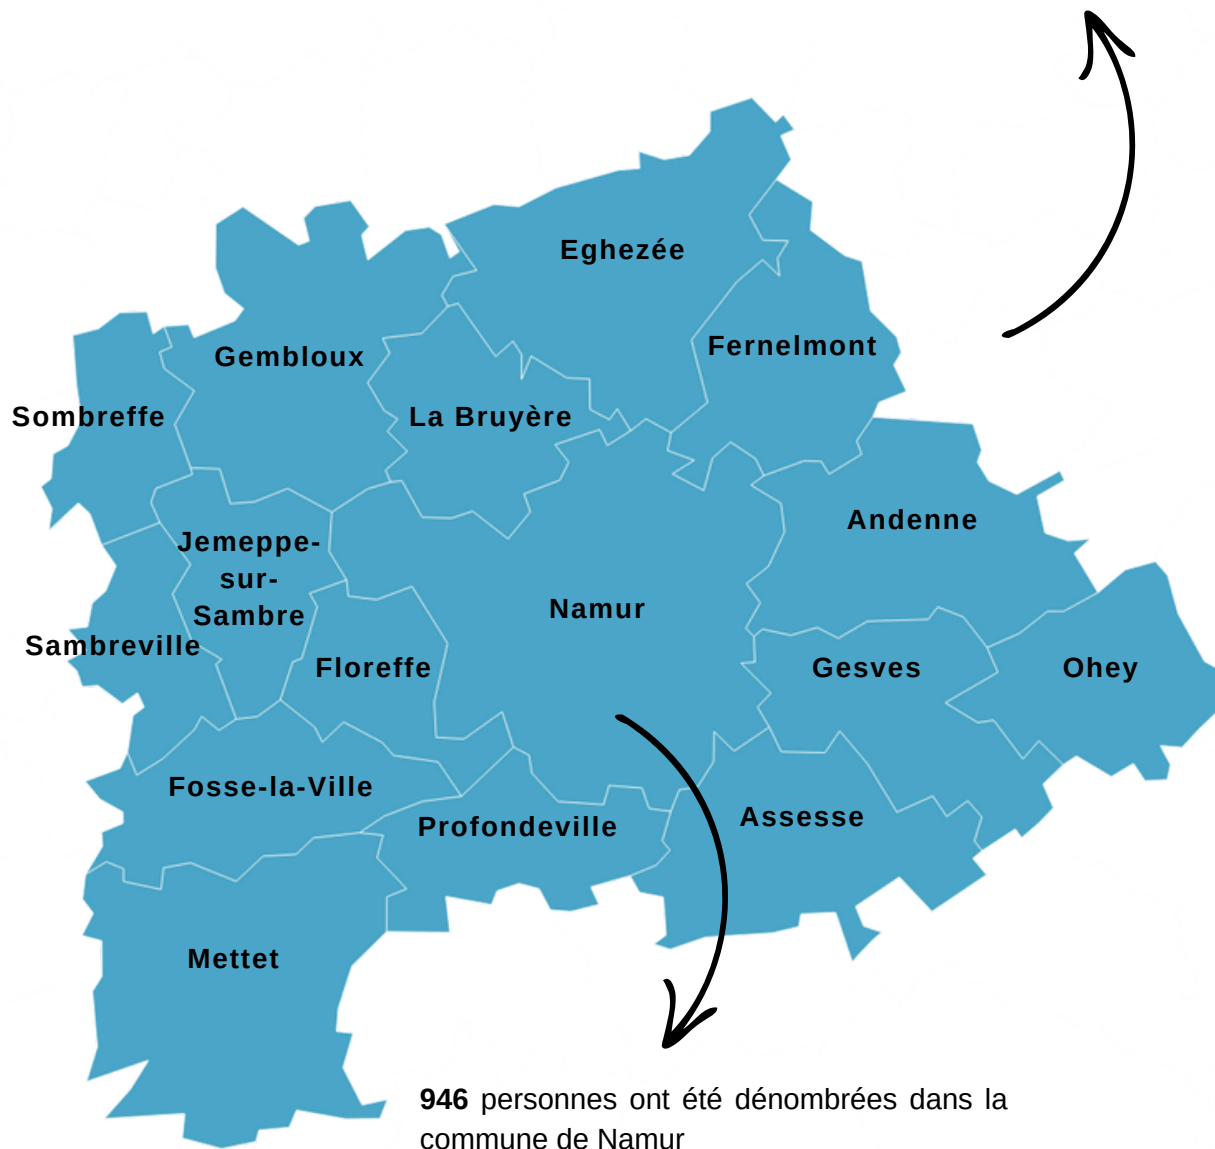 Eghezée
Fernelmont
Gembloux
Sombreffe
La Bruyère
Andenne
Jemeppe-
sur-
Sambre
Namur
Sambreville
Floreffe
Gesves
Ohey
Fosse-la-Ville
Profondeville
Assesse
Mettet
946 personnes ont été dénombrées dans la
commune de Namur